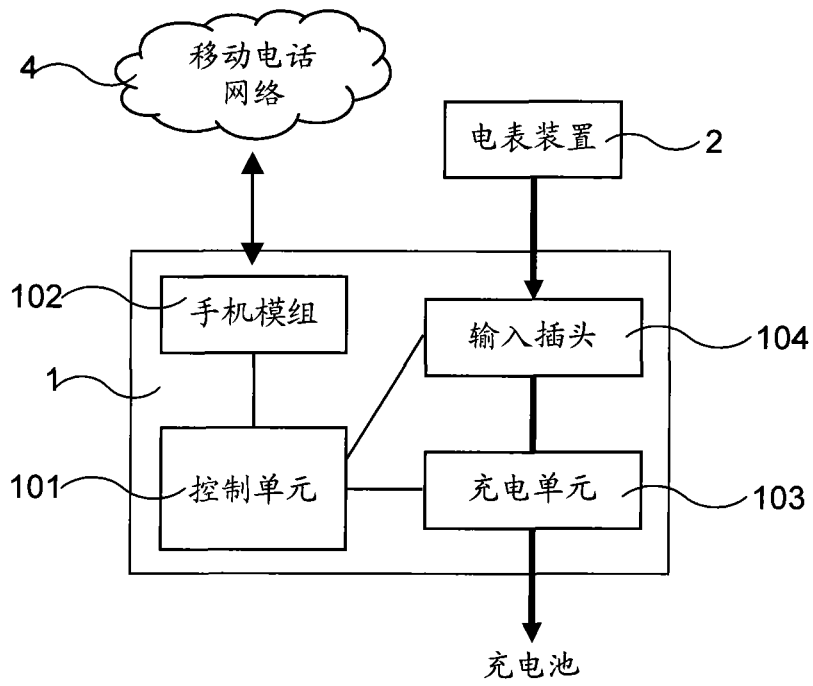 移动电话
网络
4
电表装置
2
102
手机模组
输入插头
104
1
101
控制单元
充电单元
103
充电池